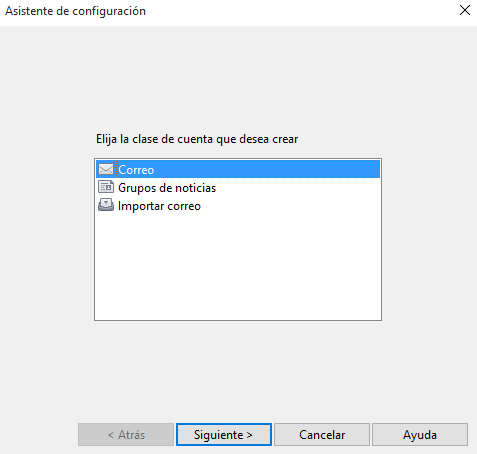 Asistente de configuración
Elija la clase de cuenta que desea crear
Correo
Grupos de noticias
Importar correo
< Atrás
Siguiente >
Cancelar
Ayuda